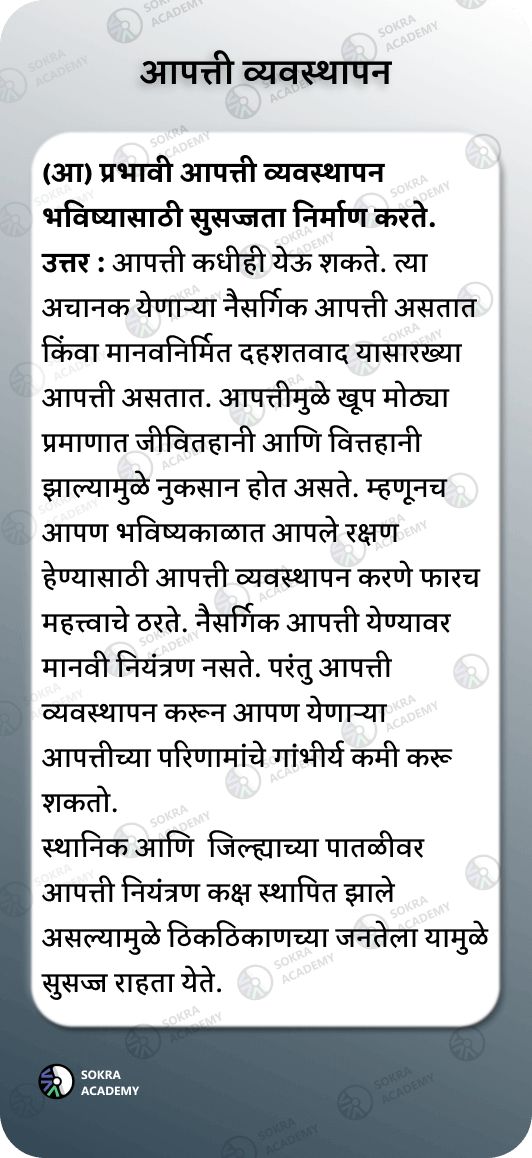 आपत्ती व्यवस्थापन
(आ) प्रभावी आपत्ती व्यवस्थापन
भविष्यासाठी सुसज्जता निर्माण करते.
उत्तर : आपत्ती कधीही येऊ शकते. त्या
अचानक येणाऱ्या नैसर्गिक आपत्ती असतात
किंवा मानवनिर्मित दहशतवाद यासारख्या
आपत्ती असतात. आपत्तीमुळे खूप मोठ्या
प्रमाणात जीवितहानी आणि वित्तहानी
झाल्यामुळे नुकसान होत असते. म्हणूनच
आपण भविष्यकाळात आपले रक्षण
हेण्यासाठी आपत्ती व्यवस्थापन करणे फारच
महत्त्वाचे ठरते. नैसर्गिक आपत्ती येण्यावर
मानवी नियंत्रण नसते. परंतु आपत्ती
व्यवस्थापन करून आपण येणाऱ्या
आपत्तीच्या परिणामांचे गांभीर्य कमी करू
शकतो.
स्थानिक आणि जिल्ह्याच्या पातळीवर
आपत्ती नियंत्रण कक्ष स्थापित झाले
असल्यामुळे ठिकठिकाणच्या जनतेला यामुळे
सुसज्ज राहता येते.
SOKRA
ACADEMY